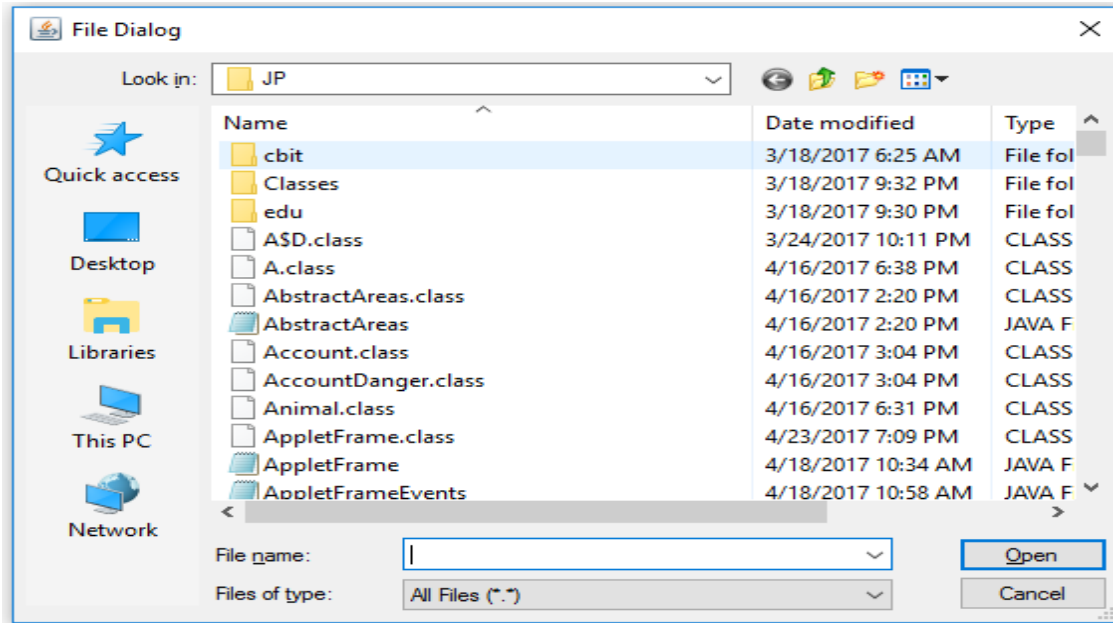 File Dialog
Look in: JP
Name Date modified Type
Quick access
Desktop
Libraries
This PC
Network
cbit 3/18/2017 6:25 AM File fol
Classes 3/18/2017 9:32 PM File fol
edu 3/18/2017 9:30 PM File fol
A$D.class 3/24/2017 10:11 PM CLASS
A.class 4/16/2017 6:38 PM CLASS
AbstractAreas.class 4/16/2017 2:20 PM CLASS
AbstractAreas 4/16/2017 2:20 PM JAVA F
Account.class 4/16/2017 3:04 PM CLASS
AccountDanger.class 4/16/2017 3:04 PM CLASS
Animal.class 4/16/2017 6:31 PM CLASS
AppletFrame.class 4/23/2017 7:09 PM CLASS
AppletFrame 4/18/2017 10:34 AM JAVA F
AppletFrameEvents 4/18/2017 10:58 AM JAVA F
File name: Open
Files of type: All Files (*.*) Cancel